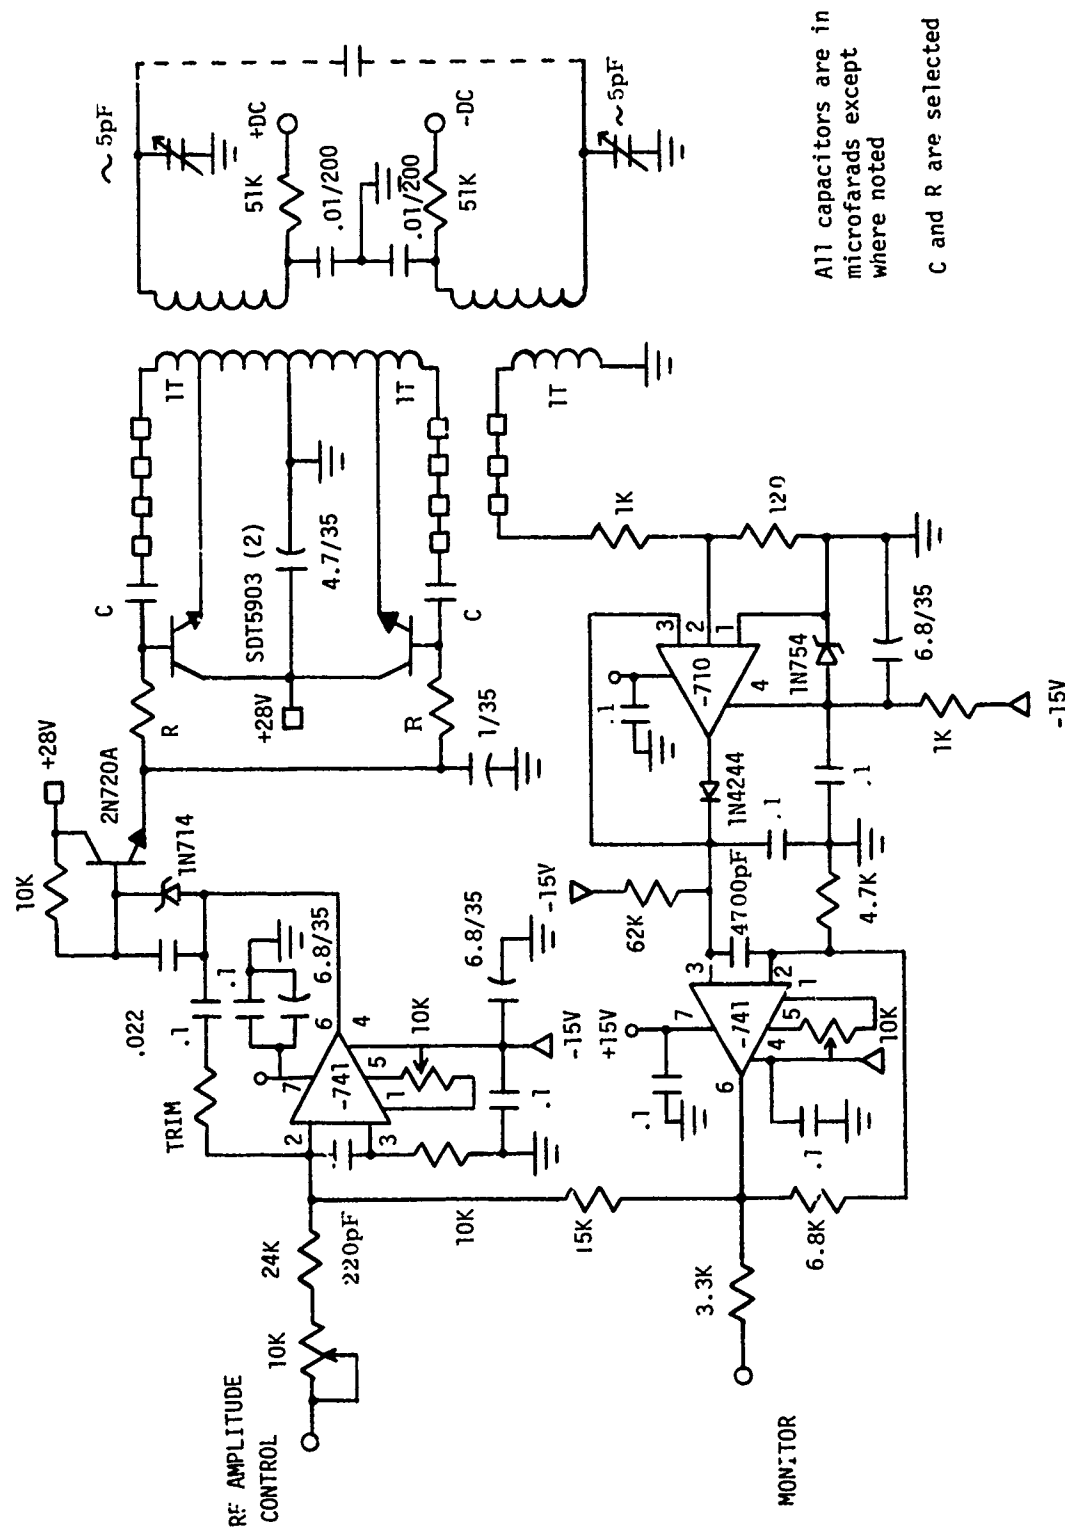 ~5pF
+DC
51K
.01/200
.01/200
51K
-DC
~5pF
All capacitors are in
microfarads except
where noted
C and R are selected
1T
1T
1T
C
SDT5903 (2)
4.7/35
C
+28V
R
R
1/35
+28V
2N720A
10K
1N714
.022
.1
.1
TRIM
6.8/35
6
7
-741
2
3
1
5
4
10K
6.8/35
-15V
.1
10K
24K
220pF
10K
RF AMPLITUDE
CONTROL
15K
3.3K
MONITOR
6.8K
1K
120
3
2
1
-710
4
.1
1N754
6.8/35
1K
-15V
1N4244
.1
.1
-15V
62K
4700pF
4.7K
3
2
-741
7
1
5
4
6
+15V
.1
10K
.1